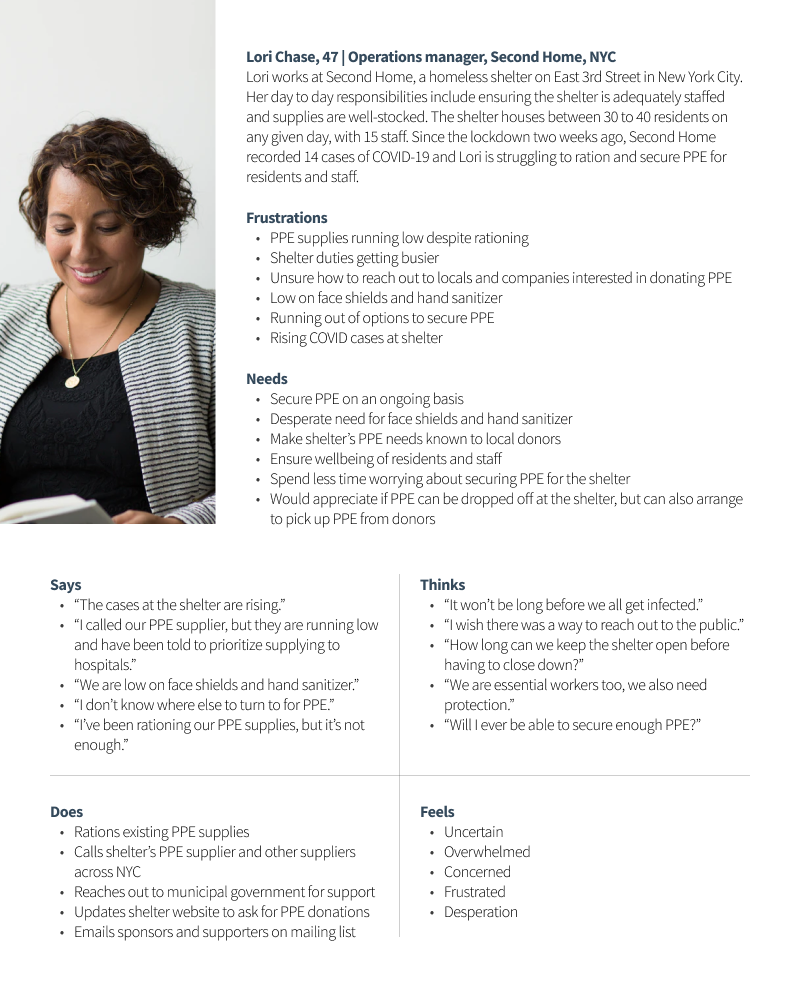 Lori Chase, 47 | Operations manager, Second Home, NYC
Lori works at Second Home, a homeless shelter on East 3rd Street in New York City.
Her day to day responsibilities include ensuring the shelter is adequately staffed
and supplies are well-stocked. The shelter houses between 30 to 40 residents on
any given day, with 15 staff. Since the lockdown two weeks ago, Second Home
recorded 14 cases of COVID-19 and Lori is struggling to ration and secure PPE for
residents and staff.
Frustrations
• PPE supplies running low despite rationing
• Shelter duties getting busier
• Unsure how to reach out to locals and companies interested in donating PPE
• Low on face shields and hand sanitizer
• Running out of options to secure PPE
• Rising COVID cases at shelter
Needs
• Secure PPE on an ongoing basis
• Desperate need for face shields and hand sanitizer
• Make shelter’s PPE needs known to local donors
• Ensure wellbeing of residents and staff
• Spend less time worrying about securing PPE for the shelter
• Would appreciate if PPE can be dropped off at the shelter, but can also arrange
to pick up PPE from donors
Says
• “The cases at the shelter are rising.”
• “I called our PPE supplier, but they are running low
and have been told to prioritize supplying to
hospitals.”
• “We are low on face shields and hand sanitizer.”
• “I don’t know where else to turn to for PPE.”
• “I’ve been rationing our PPE supplies, but it’s not
enough.”
Thinks
• “It won’t be long before we all get infected.”
• “I wish there was a way to reach out to the public.”
• “How long can we keep the shelter open before
having to close down?”
• “We are essential workers too, we also need
protection.”
• “Will I ever be able to secure enough PPE?”
Does
• Rations existing PPE supplies
• Calls shelter’s PPE supplier and other suppliers
across NYC
• Reaches out to municipal government for support
• Updates shelter website to ask for PPE donations
• Emails sponsors and supporters on mailing list
Feels
• Uncertain
• Overwhelmed
• Concerned
• Frustrated
• Desperation